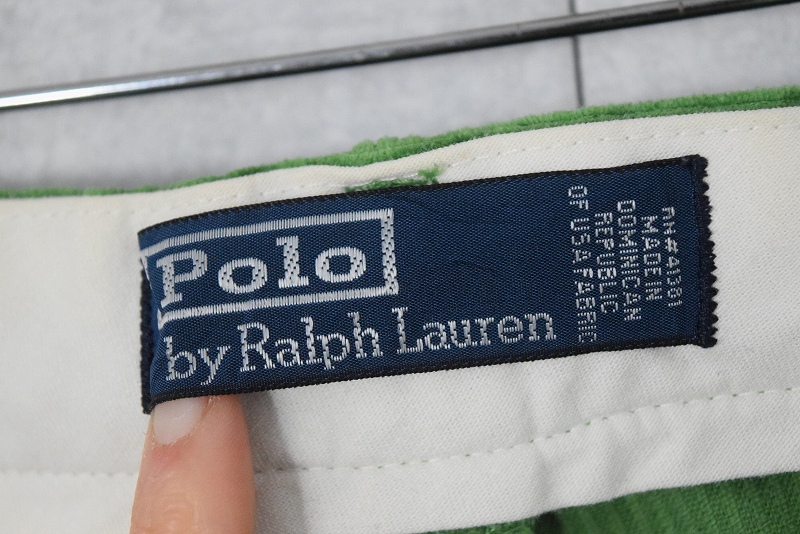 Polo
by Ralph Lauren
RN#41381
MADE IN
DOMINICAN
REPUBLIC
OF USA FABRIC